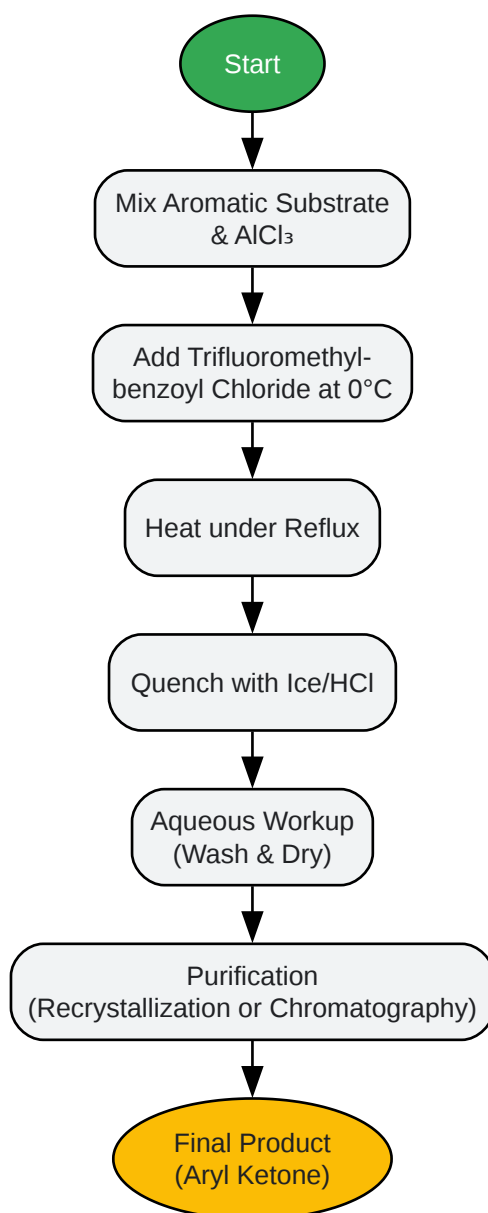 Start
Mix Aromatic Substrate
& AlCl₃
Add Trifluoromethyl-
benzoyl Chloride at 0°C
Heat under Reflux
Quench with Ice/HCl
Aqueous Workup
(Wash & Dry)
Purification
(Recrystallization or Chromatography)
Final Product
(Aryl Ketone)